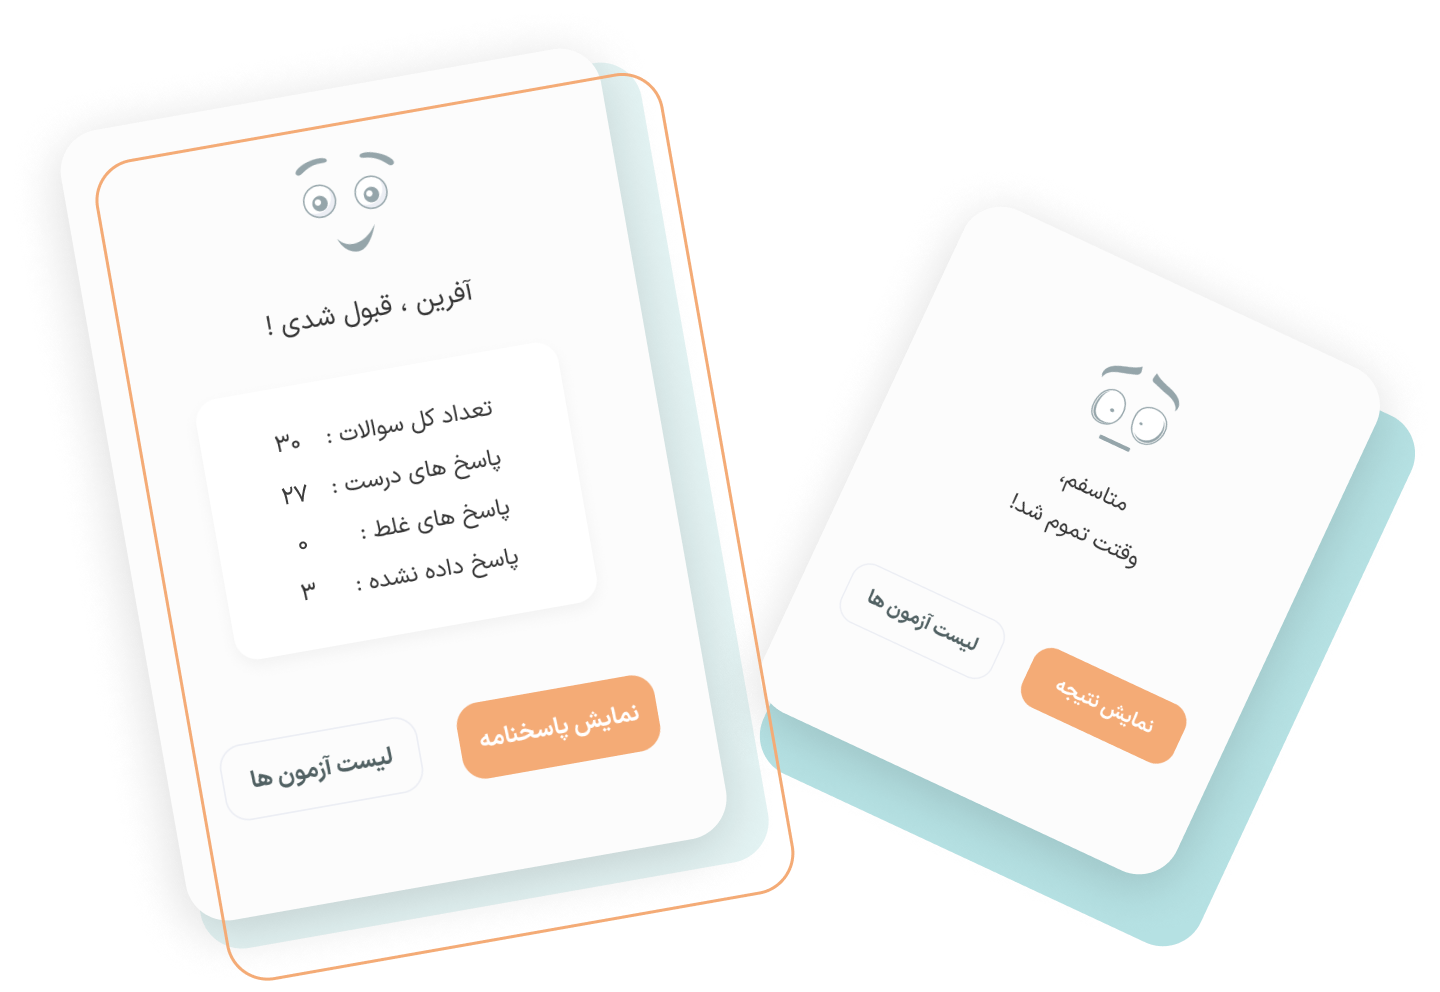 آفرین ، قبول شدی !
تعداد کل سوالات : ۳۰
پاسخ های درست : ۲۷
پاسخ های غلط : ۰
پاسخ داده نشده : ۳
نمایش پاسخنامه
لیست آزمون ها
متاسفم،
وقتت تموم شد!
نمایش نتیجه
لیست آزمون ها